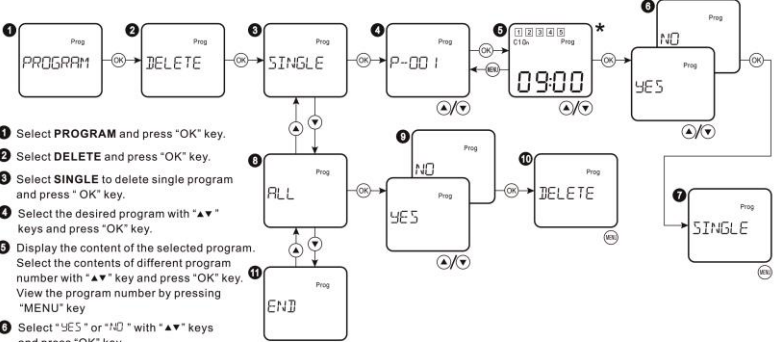 1 Prog PROGRAM
OK
2 Prog DELETE
OK
3 Prog SINGLE
OK
4 Prog P-001
▲/▼
OK
MENU
5 1 2 3 4 5 *
C1 On Prog
09:00
▲/▼
OK
6 Prog NO
Prog YES
▲/▼
OK
7 Prog SINGLE
MENU
▲ ▼
8 Prog ALL
OK
9 Prog NO
Prog YES
▲/▼
OK
10 Prog DELETE
MENU
▲ ▼
11 Prog END
1 Select PROGRAM and press "OK" key.
2 Select DELETE and press "OK" key.
3 Select SINGLE to delete single program
and press " OK" key.
4 Select the desired program with "▲▼"
keys and press "OK" key.
5 Display the content of the selected program.
Select the contents of different program
number with "▲▼" key and press "OK" key.
View the program number by pressing
"MENU" key
6 Select "YES" or "NO" with "▲▼" keys
and press "OK" key